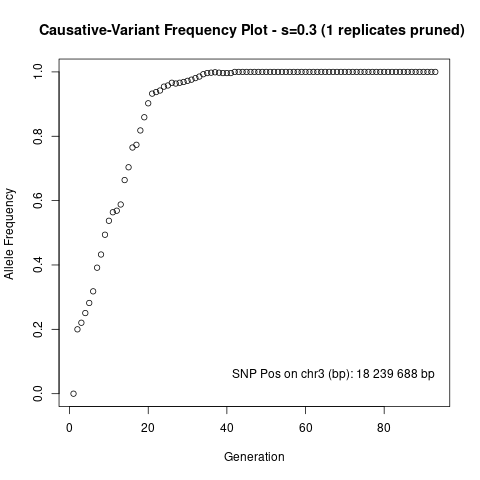 Causative-Variant Frequency Plot - s=0.3 (1 replicates pruned)
1.0
0.8
0.6
0.4
0.2
0.0
Allele Frequency
SNP Pos on chr3 (bp): 18 239 688 bp
0 20 40 60 80
Generation